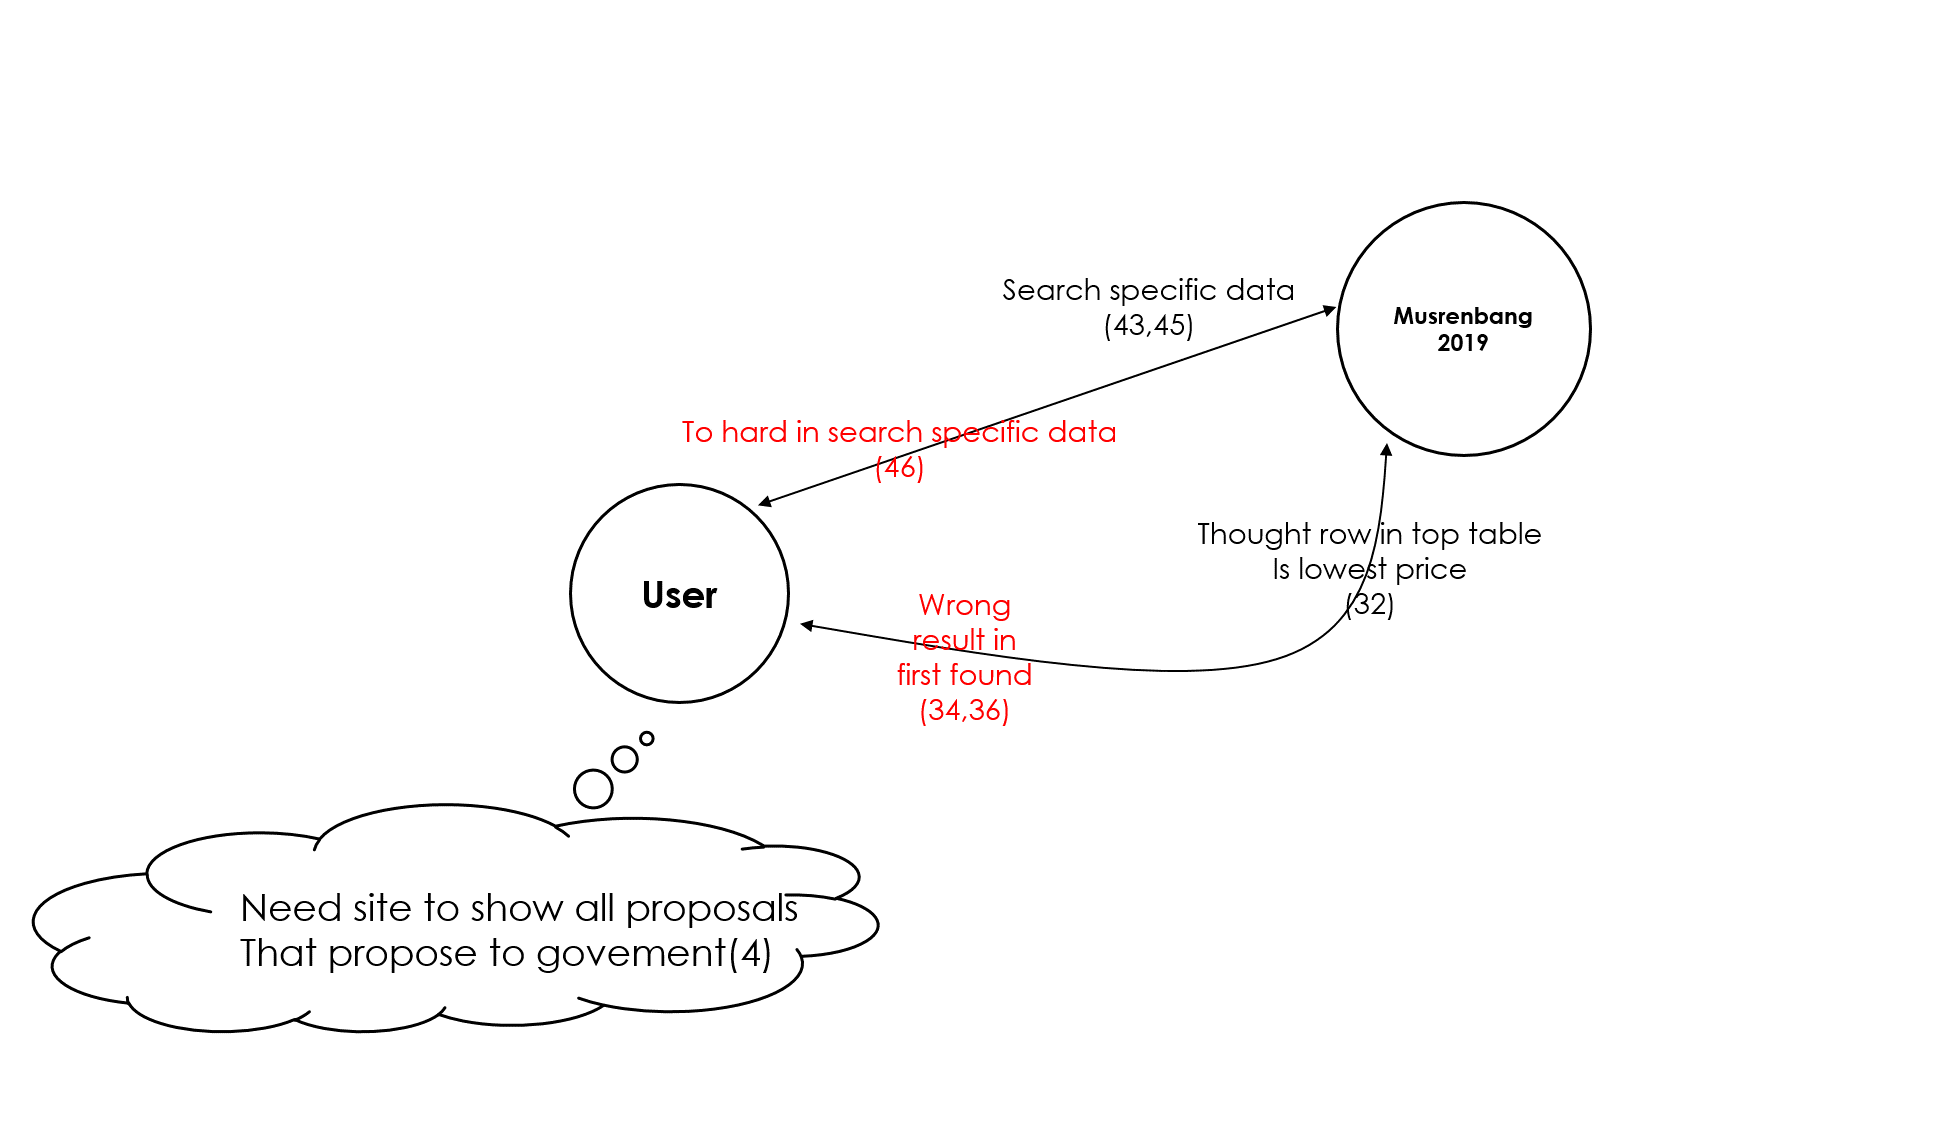 Search specific data
(43,45)
Musrenbang
2019
To hard in search specific data
(46)
Thought row in top table
Is lowest price
(32)
User
Wrong
result in
first found
(34,36)
Need site to show all proposals
That propose to govement(4)